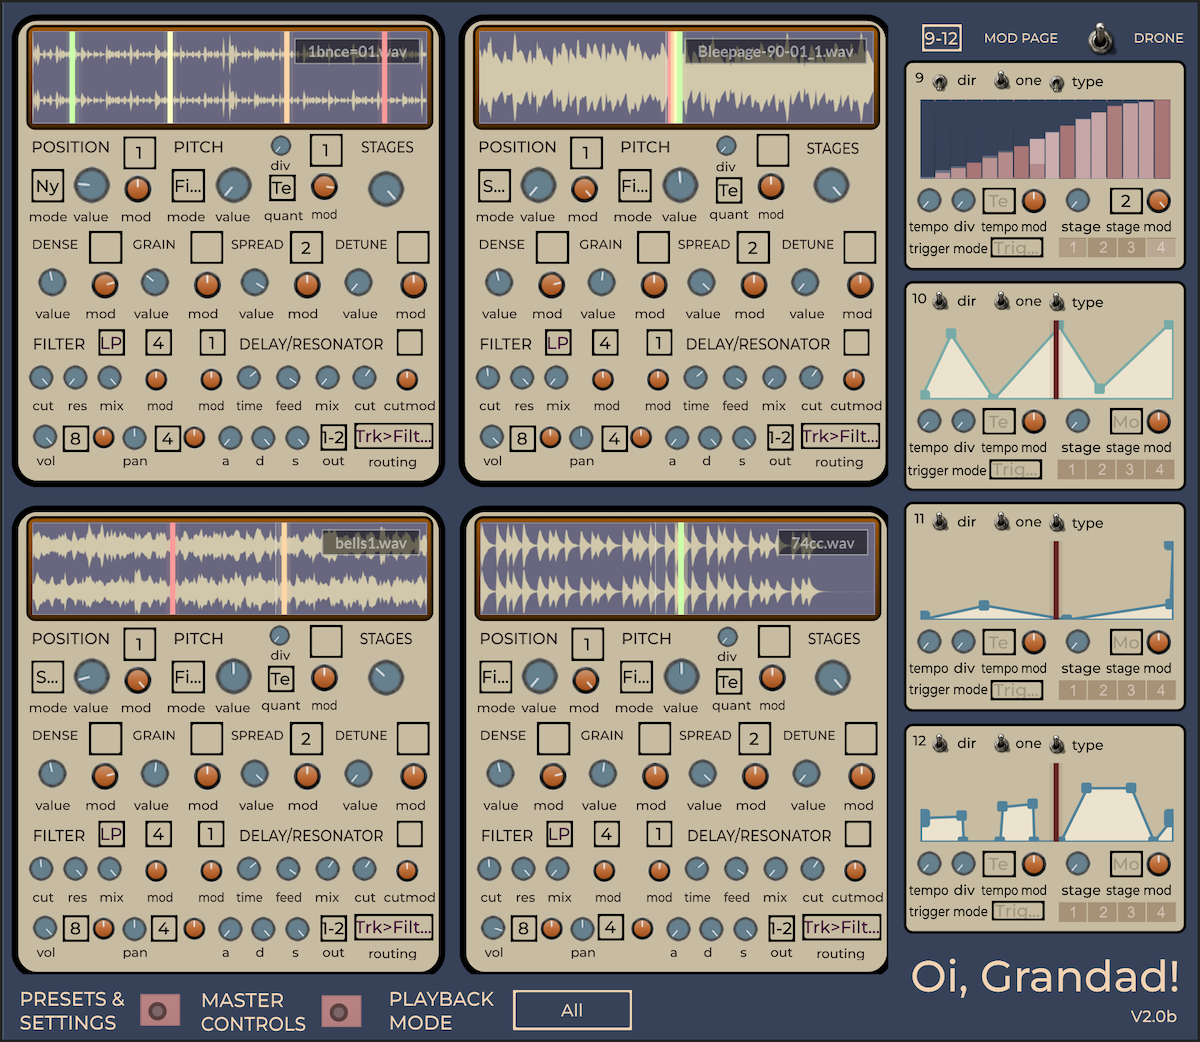 1bnce=01.wav
POSITION 1 PITCH div 1 STAGES
Ny Fi... Te
mode value mod mode value quant mod
DENSE GRAIN SPREAD 2 DETUNE
value mod value mod value mod value mod
FILTER LP 4 1 DELAY/RESONATOR
cut res mix mod mod time feed mix cut cutmod
8 4 1-2 Trk>Filt...
vol pan a d s out routing
Bleepage-90-01_1.wav
POSITION 1 PITCH div STAGES
S... Fi... Te
mode value mod mode value quant mod
DENSE GRAIN SPREAD 2 DETUNE
value mod value mod value mod value mod
FILTER LP 4 1 DELAY/RESONATOR
cut res mix mod mod time feed mix cut cutmod
8 4 1-2 Trk>Filt...
vol pan a d s out routing
bells1.wav
POSITION 1 PITCH div STAGES
S... Fi... Te
mode value mod mode value quant mod
DENSE GRAIN SPREAD 2 DETUNE
value mod value mod value mod value mod
FILTER LP 4 1 DELAY/RESONATOR
cut res mix mod mod time feed mix cut cutmod
8 4 1-2 Trk>Filt...
vol pan a d s out routing
74cc.wav
POSITION 1 PITCH div STAGES
Fi... Fi... Te
mode value mod mode value quant mod
DENSE GRAIN SPREAD 2 DETUNE
value mod value mod value mod value mod
FILTER LP 4 1 DELAY/RESONATOR
cut res mix mod mod time feed mix cut cutmod
8 4 1-2 Trk>Filt...
vol pan a d s out routing
9-12 MOD PAGE DRONE
9 dir one type
Te 2
tempo div tempo mod stage stage mod
trigger mode Trig... 1 2 3 4
10 dir one type
Te Mo
tempo div tempo mod stage stage mod
trigger mode Trig... 1 2 3 4
11 dir one type
Te Mo
tempo div tempo mod stage stage mod
trigger mode Trig... 1 2 3 4
12 dir one type
Te Mo
tempo div tempo mod stage stage mod
trigger mode Trig... 1 2 3 4
PRESETS &
SETTINGS
MASTER
CONTROLS
PLAYBACK
MODE
All
Oi, Grandad!
V2.0b